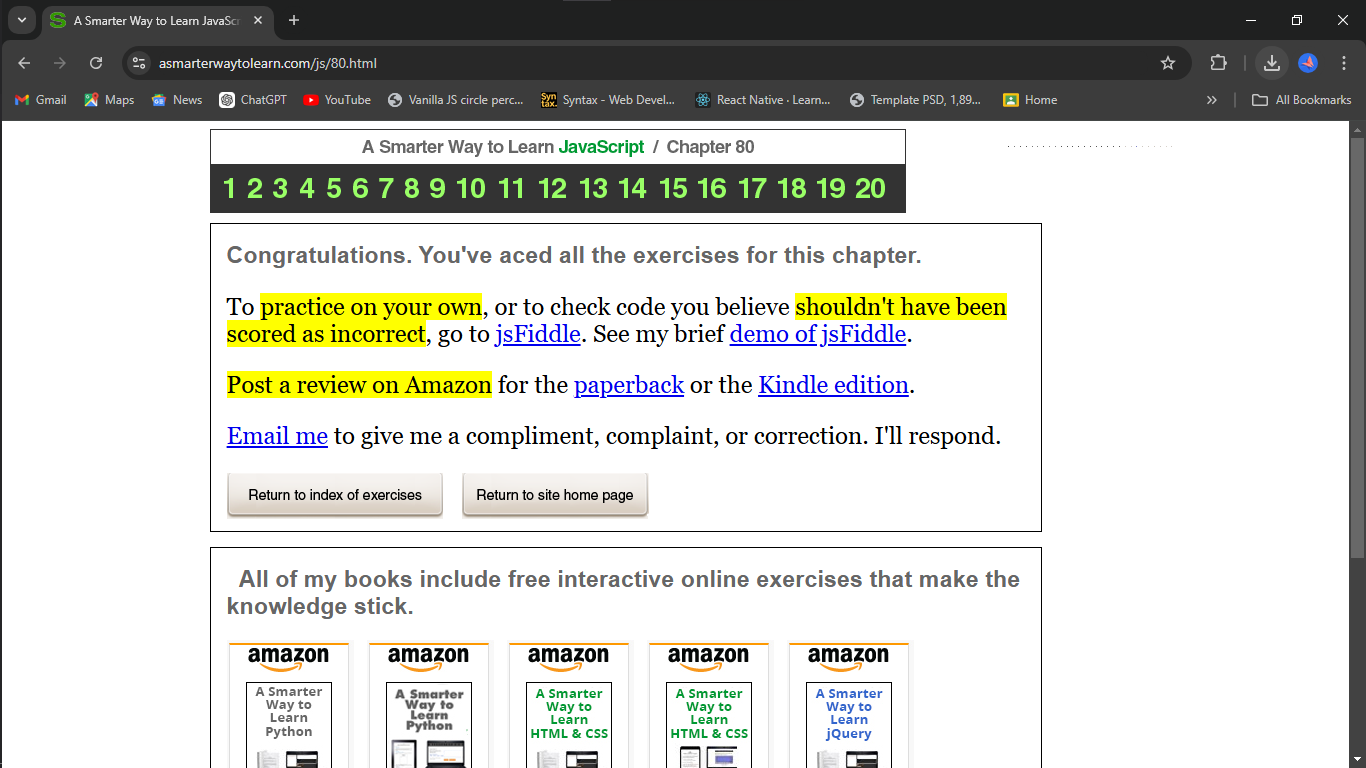 A Smarter Way to Learn JavaScr
asmarterwaytolearn.com/js/80.html
Gmail Maps News ChatGPT YouTube Vanilla JS circle perc... Syntax - Web Devel... React Native · Learn... Template PSD, 1,89... Home » All Bookmarks
A Smarter Way to Learn JavaScript / Chapter 80
1 2 3 4 5 6 7 8 9 10 11 12 13 14 15 16 17 18 19 20
Congratulations. You've aced all the exercises for this chapter.
To practice on your own, or to check code you believe shouldn't have been
scored as incorrect, go to jsFiddle. See my brief demo of jsFiddle.
Post a review on Amazon for the paperback or the Kindle edition.
Email me to give me a compliment, complaint, or correction. I'll respond.
Return to index of exercises Return to site home page
All of my books include free interactive online exercises that make the
knowledge stick.
amazon amazon amazon amazon amazon
A Smarter A Smarter A Smarter A Smarter A Smarter
Way to Way to Way to Way to Way to
Learn Learn Learn Learn Learn
Python Python HTML & CSS HTML & CSS jQuery